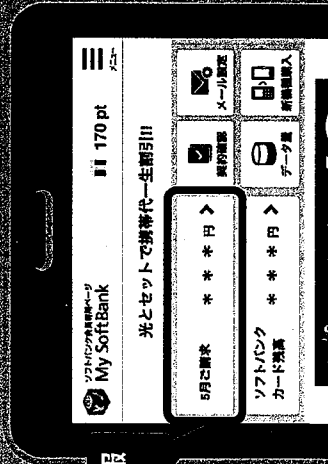 ソフトバンク会員専用ページ
My SoftBank
170 pt
メニュー
光とセットで携帯代一生割引!!
5月ご請求
＊＊＊円
契約確認
メール設定
ソフトバンク
カード残高
＊＊＊円
データ量
新機種購入